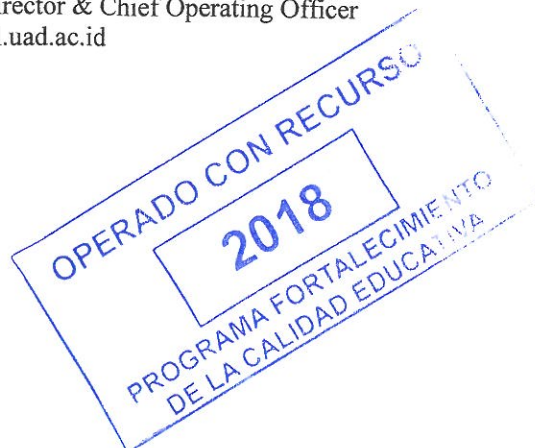 rector & Chief Operating Officer
l.uad.ac.id
OPERADO CON RECURSO
2018
PROGRAMA FORTALECIMIENTO
DE LA CALIDAD EDUCATIVA